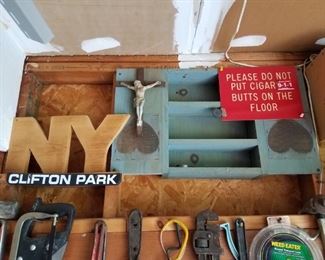 NY
CLIFTON PARK
PLEASE DO NOT
PUT CIGAR
BUTTS ON THE
FLOOR
WEED EATER